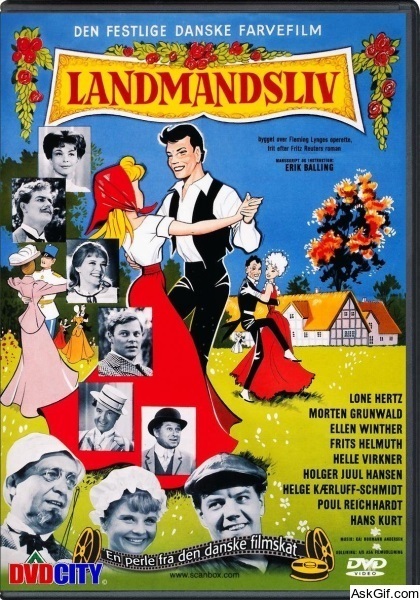 DEN FESTLIGE DANSKE FARVEFILM
LANDMANDSLIV
bygget over Fleming Lynges operette,
frit efter Fritz Reuters roman
MANUSKRIPT OG INSTRUKTION:
ERIK BALLING
LONE HERTZ
MORTEN GRUNWALD
ELLEN WINTHER
FRITS HELMUTH
HELLE VIRKNER
HOLGER JUUL HANSEN
HELGE KÆRLUFF-SCHMIDT
POUL REICHHARDT
HANS KURT
En perle fra den danske filmskat
www.scanbox.com
DVDCITY
DVD
VIDEO
AskGif.com